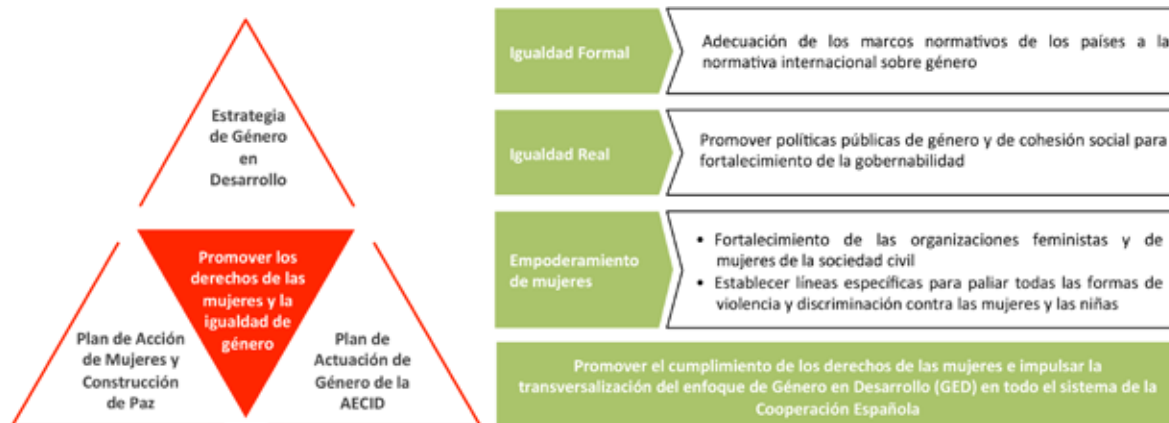 Estrategia
de Género
en
Desarrollo
Promover los
derechos de las
mujeres y la
igualdad de
género
Plan de Acción
de Mujeres y
Construcción
de Paz
Plan de
Actuación de
Género de la
AECID
Igualdad Formal
Adecuación de los marcos normativos de los países a la
normativa internacional sobre género
Igualdad Real
Promover políticas públicas de género y de cohesión social para
fortalecimiento de la gobernabilidad
Empoderamiento
de mujeres
• Fortalecimiento de las organizaciones feministas y de
mujeres de la sociedad civil
• Establecer líneas específicas para paliar todas las formas de
violencia y discriminación contra las mujeres y las niñas
Promover el cumplimiento de los derechos de las mujeres e impulsar la
transversalización del enfoque de Género en Desarrollo (GED) en todo el sistema de la
Cooperación Española